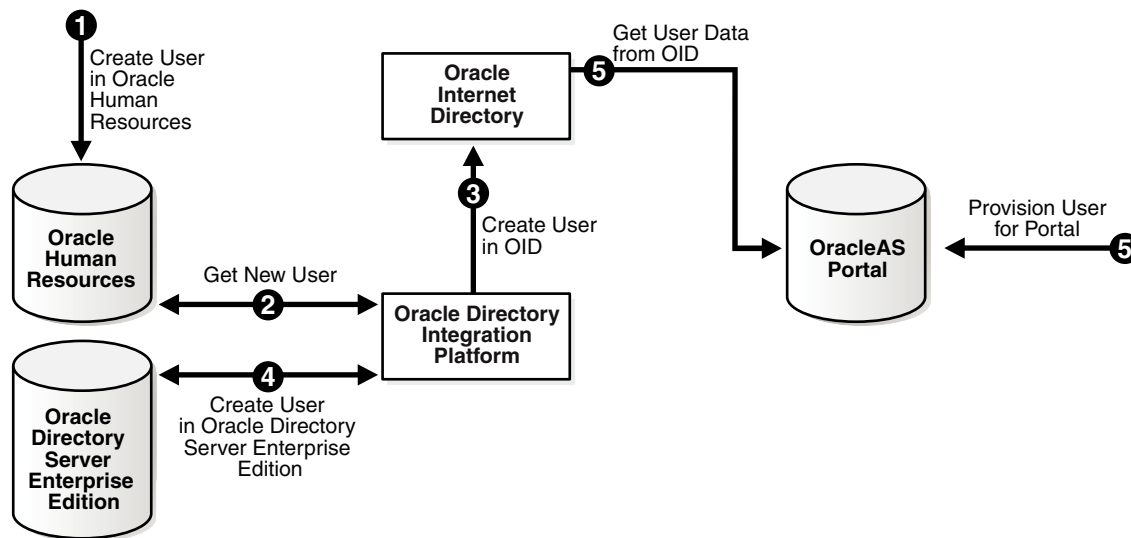 1
Create User
in Oracle
Human
Resources
Oracle
Human
Resources
Get New User
2
Oracle
Internet
Directory
3
Create User
in OID
Oracle Directory
Integration
Platform
4
Create User
in Oracle Directory
Server Enterprise
Edition
Oracle
Directory
Server
Enterprise
Edition
Get User Data
from OID
5
OracleAS
Portal
Provision User
for Portal
5